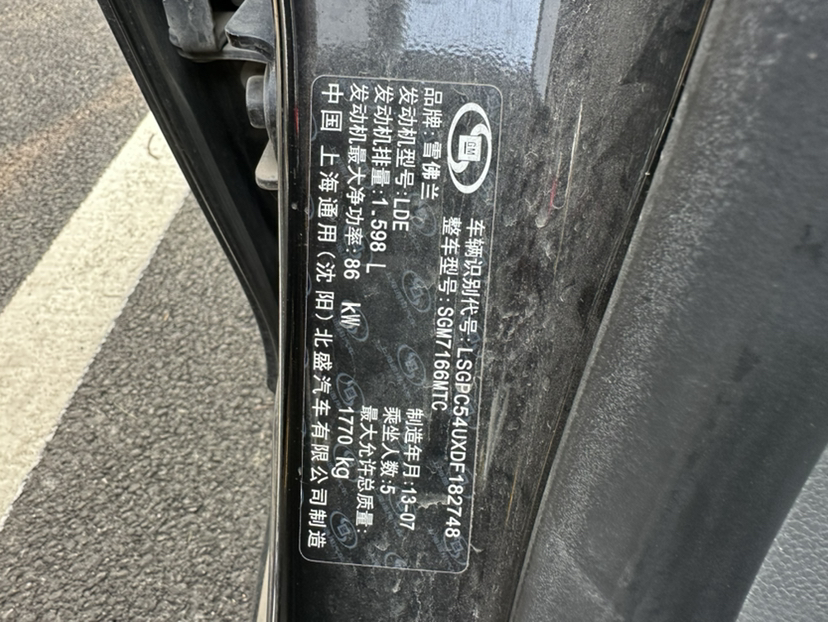 GM
车辆识别代号:LSGPC54UXDF182748
整车型号:SGM7166MTC
品牌:雪佛兰
发动机型号:LDE
制造年月:13-07
发动机排量:1.598 L
乘坐人数:5
发动机最大净功率:86 kW
最大允许总质量:
1770 kg
中国 上海通用(沈阳)北盛汽车有限公司制造